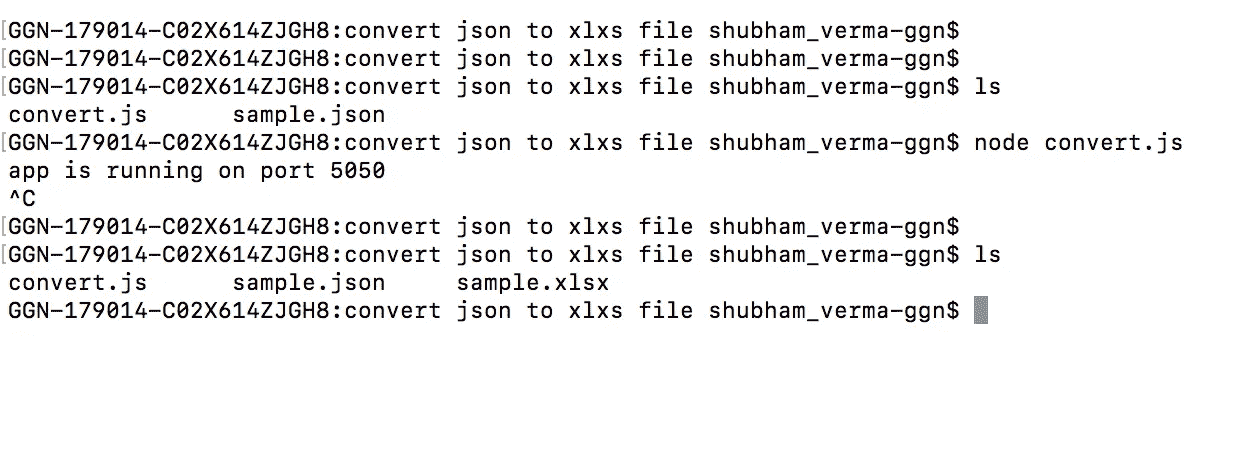 [GGN-179014-C02X614ZJGH8:convert json to xlxs file shubham_verma-ggn$
[GGN-179014-C02X614ZJGH8:convert json to xlxs file shubham_verma-ggn$
[GGN-179014-C02X614ZJGH8:convert json to xlxs file shubham_verma-ggn$ ls
convert.js      sample.json
[GGN-179014-C02X614ZJGH8:convert json to xlxs file shubham_verma-ggn$ node convert.js
app is running on port 5050
^C
[GGN-179014-C02X614ZJGH8:convert json to xlxs file shubham_verma-ggn$
[GGN-179014-C02X614ZJGH8:convert json to xlxs file shubham_verma-ggn$ ls
convert.js      sample.json     sample.xlsx
GGN-179014-C02X614ZJGH8:convert json to xlxs file shubham_verma-ggn$